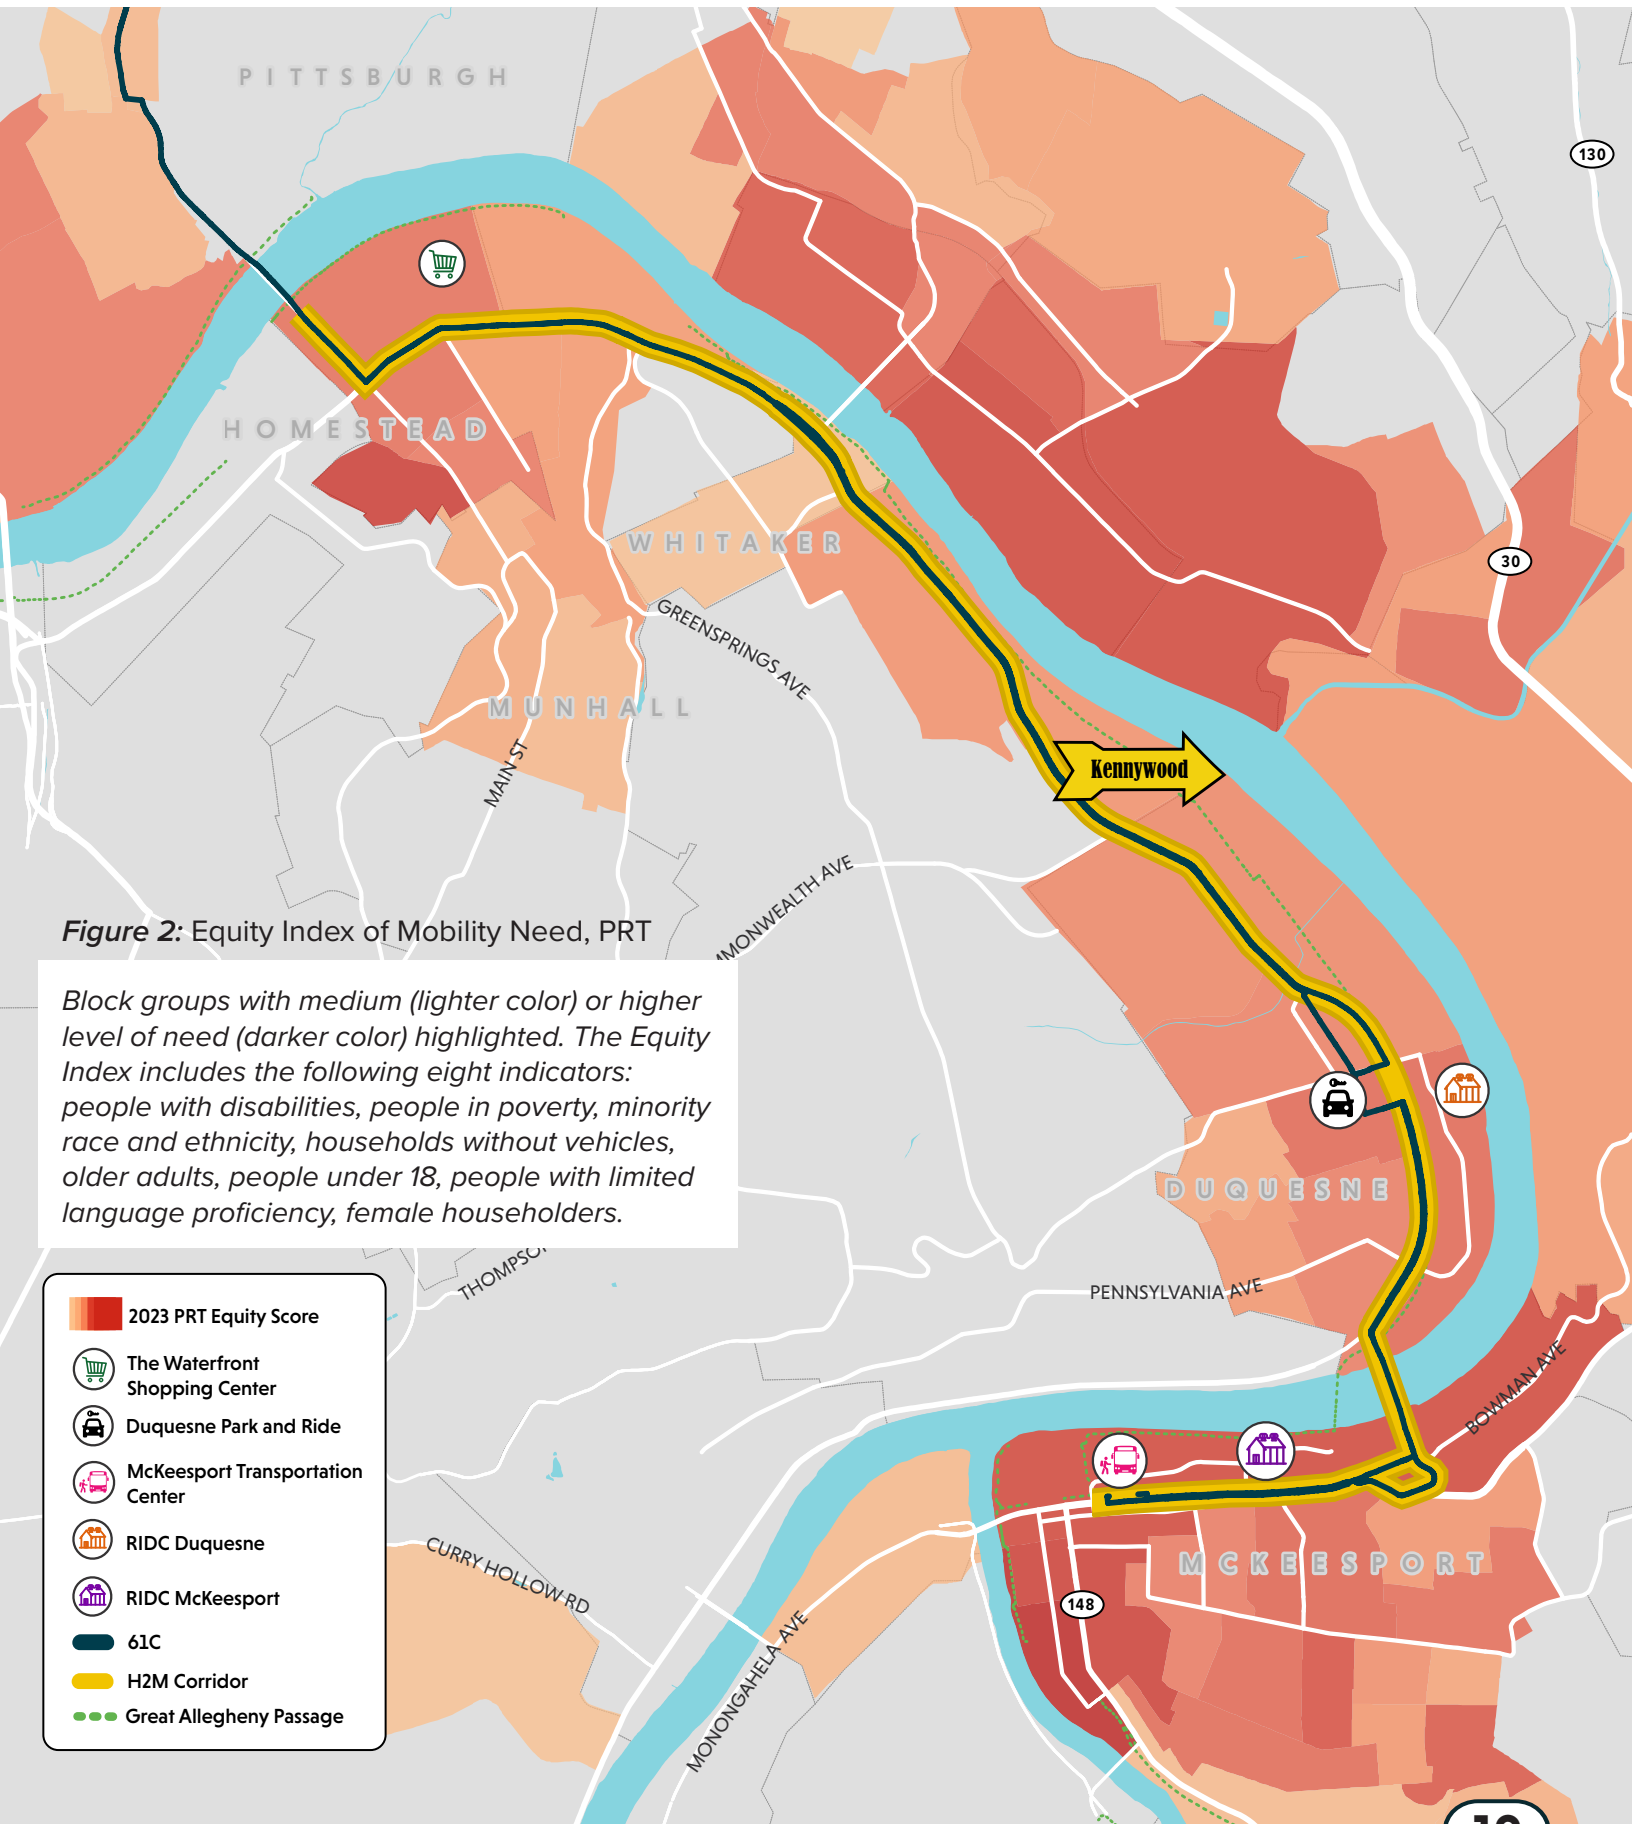 PITTSBURGH
130
HOMESTEAD
WHITAKER
30
GREENSPRINGS AVE
MUNHALL
MAIN ST
Kennywood
Figure 2: Equity Index of Mobility Need, PRT
Block groups with medium (lighter color) or higher
level of need (darker color) highlighted. The Equity
Index includes the following eight indicators:
people with disabilities, people in poverty, minority
race and ethnicity, households without vehicles,
older adults, people under 18, people with limited
language proficiency, female householders.
MMONWEALTH AVE
DUQUESNE
PENNSYLVANIA AVE
BOWMAN AVE
MCKEESPORT
148
CURRY HOLLOW RD
MONONGAHELA AVE
2023 PRT Equity Score
The Waterfront
Shopping Center
Duquesne Park and Ride
McKeesport Transportation
Center
RIDC Duquesne
RIDC McKeesport
61C
H2M Corridor
Great Allegheny Passage